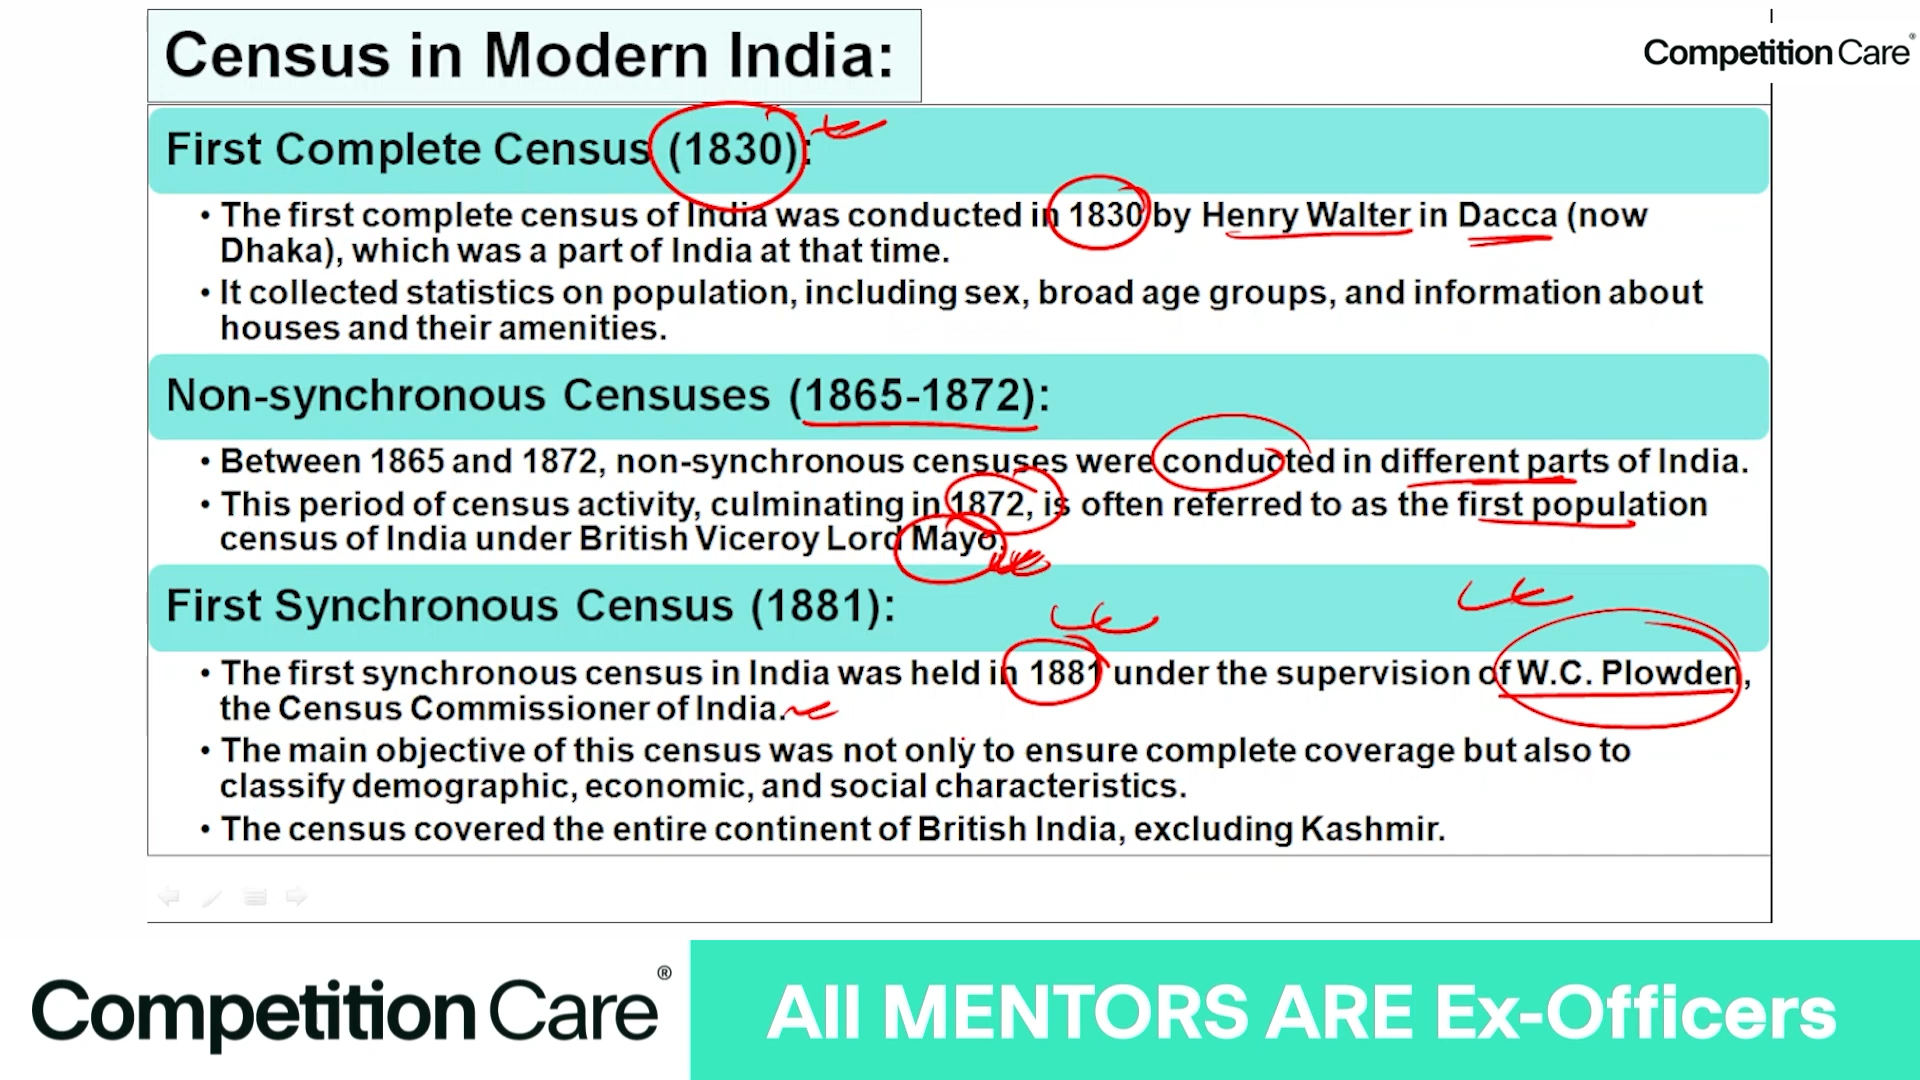 Census in Modern India:
Competition Care
First Complete Census (1830):
• The first complete census of India was conducted in 1830 by Henry Walter in Dacca (now
Dhaka), which was a part of India at that time.
• It collected statistics on population, including sex, broad age groups, and information about
houses and their amenities.
Non-synchronous Censuses (1865-1872):
• Between 1865 and 1872, non-synchronous censuses were conducted in different parts of India.
• This period of census activity, culminating in 1872, is often referred to as the first population
census of India under British Viceroy Lord Mayo.
First Synchronous Census (1881):
• The first synchronous census in India was held in 1881 under the supervision of W.C. Plowden,
the Census Commissioner of India.
• The main objective of this census was not only to ensure complete coverage but also to
classify demographic, economic, and social characteristics.
• The census covered the entire continent of British India, excluding Kashmir.
Competition Care ®
All MENTORS ARE Ex-Officers